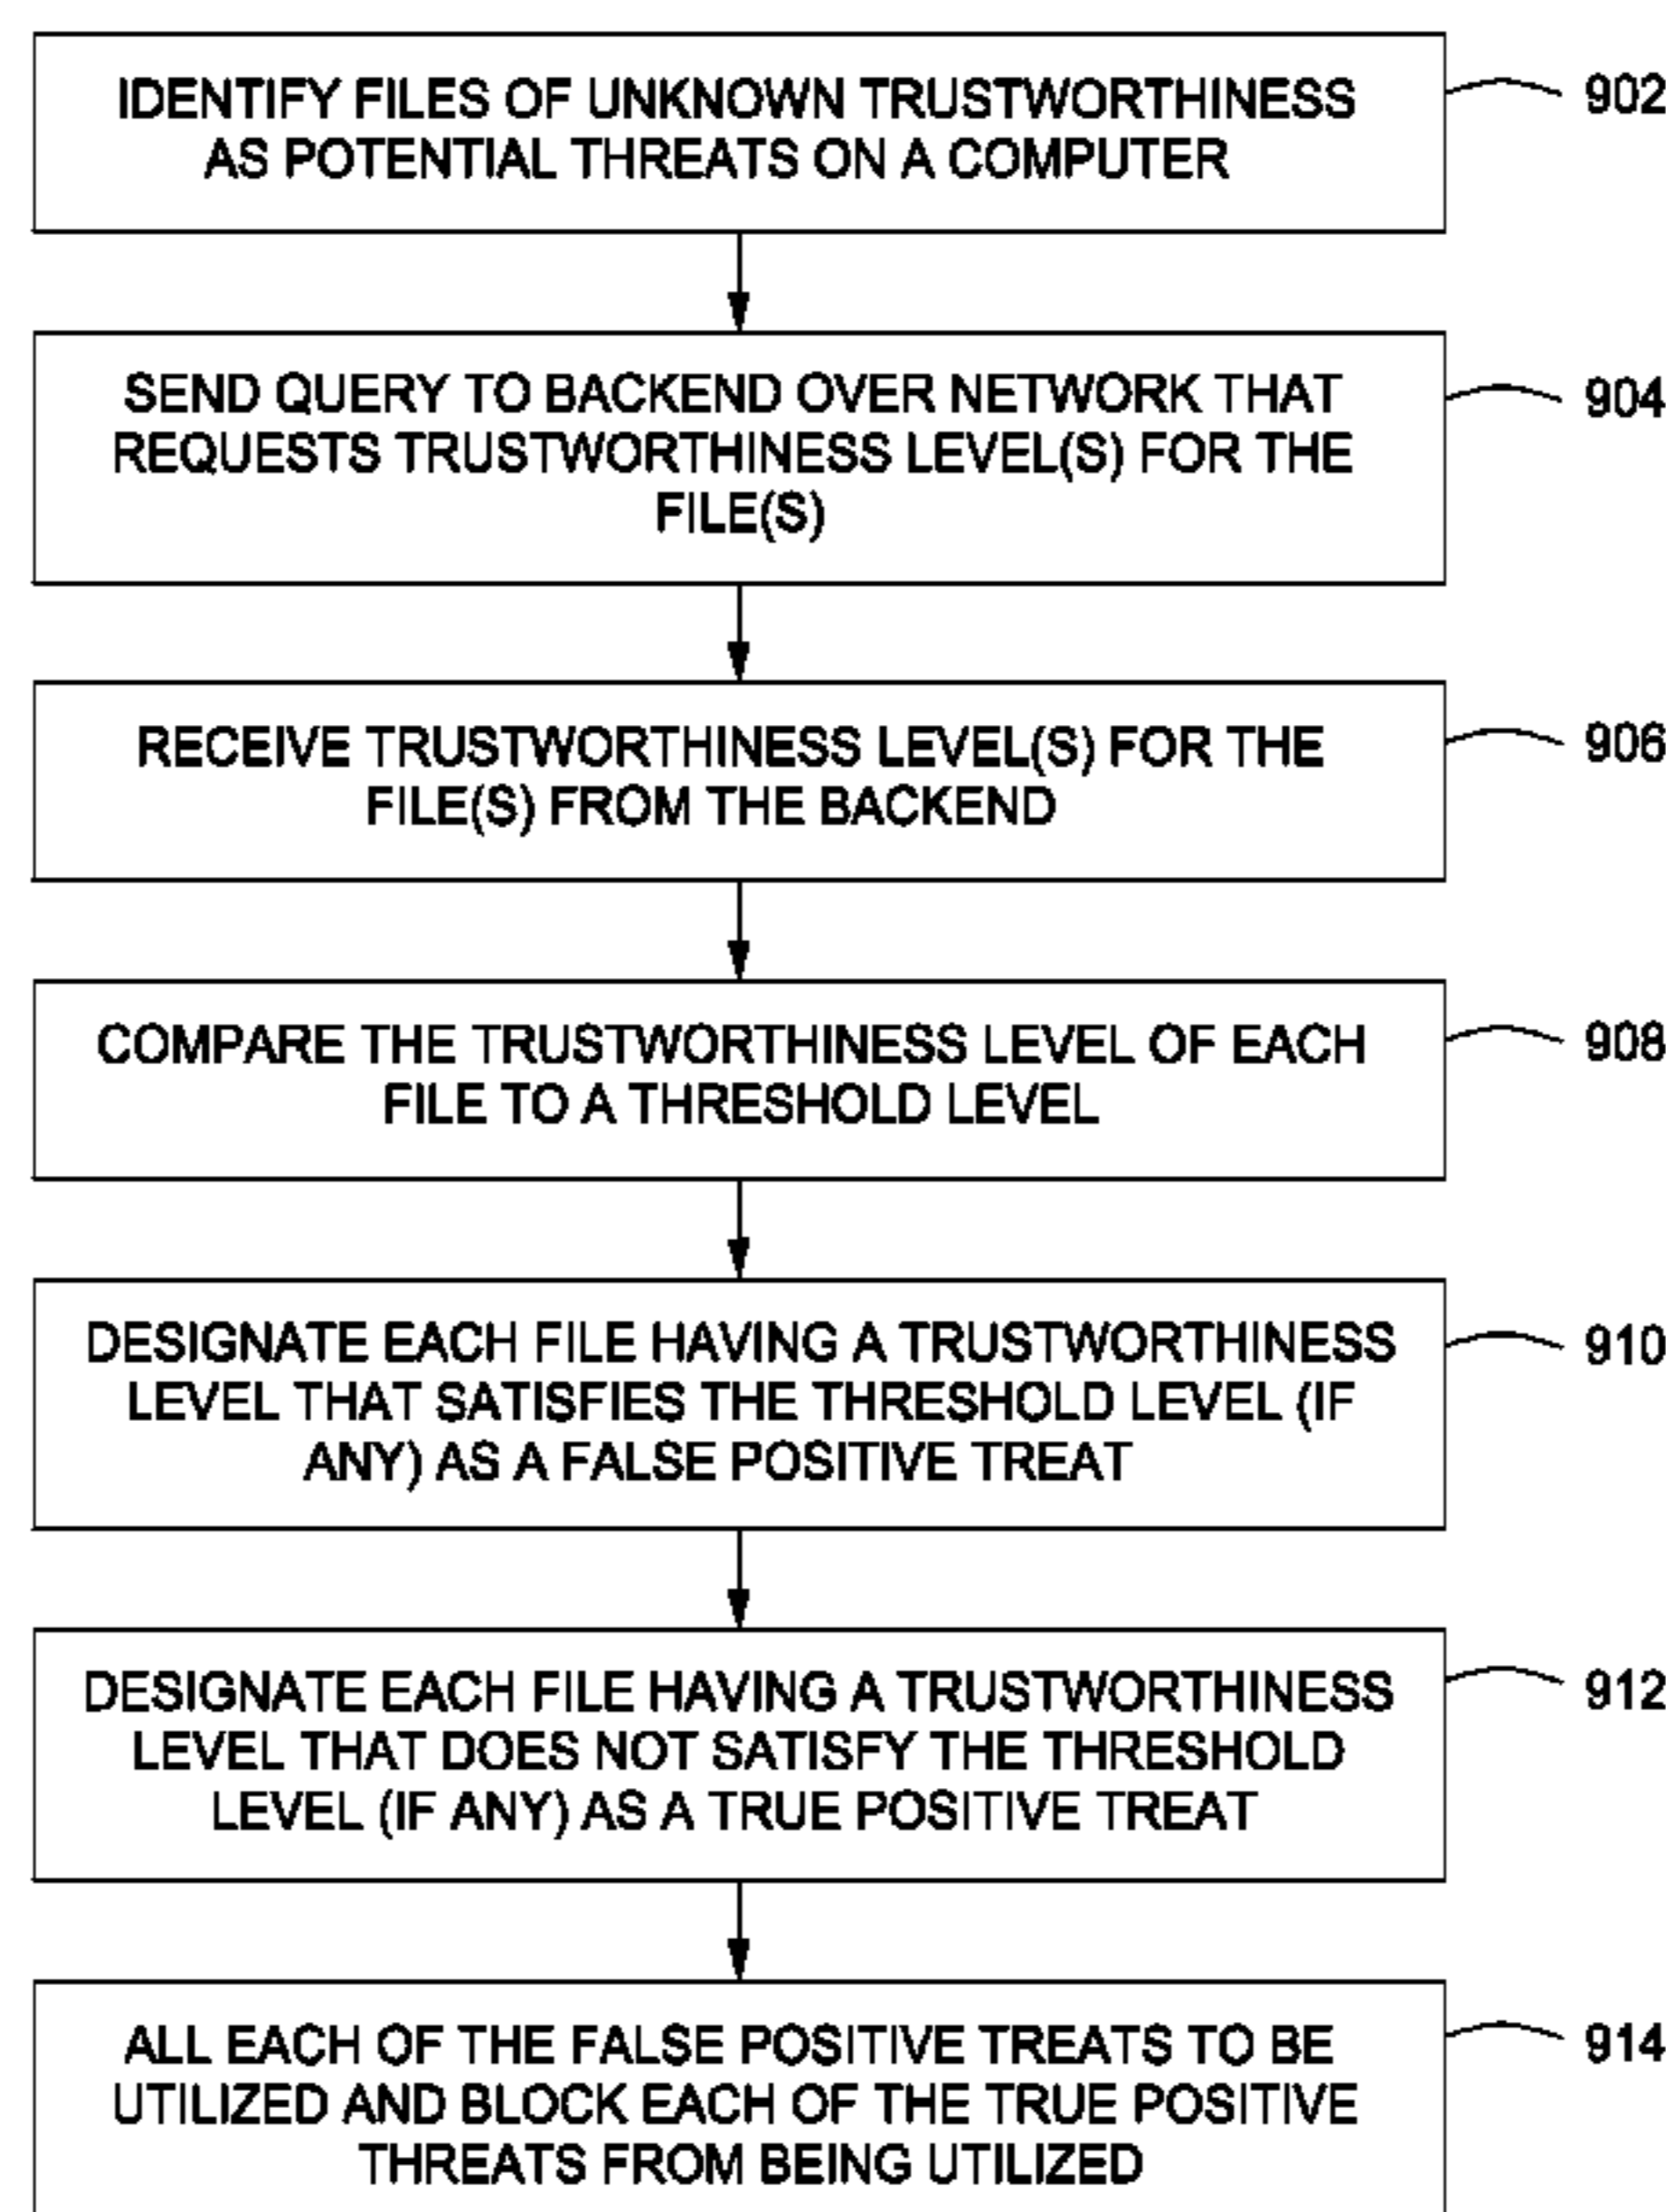 IDENTIFY FILES OF UNKNOWN TRUSTWORTHINESS
AS POTENTIAL THREATS ON A COMPUTER
902
SEND QUERY TO BACKEND OVER NETWORK THAT
REQUESTS TRUSTWORTHINESS LEVEL(S) FOR THE
FILE(S)
904
RECEIVE TRUSTWORTHINESS LEVEL(S) FOR THE
FILE(S) FROM THE BACKEND
906
COMPARE THE TRUSTWORTHINESS LEVEL OF EACH
FILE TO A THRESHOLD LEVEL
908
DESIGNATE EACH FILE HAVING A TRUSTWORTHINESS
LEVEL THAT SATISFIES THE THRESHOLD LEVEL (IF
ANY) AS A FALSE POSITIVE TREAT
910
DESIGNATE EACH FILE HAVING A TRUSTWORTHINESS
LEVEL THAT DOES NOT SATISFY THE THRESHOLD
LEVEL (IF ANY) AS A TRUE POSITIVE TREAT
912
ALL EACH OF THE FALSE POSITIVE TREATS TO BE
UTILIZED AND BLOCK EACH OF THE TRUE POSITIVE
THREATS FROM BEING UTILIZED
914